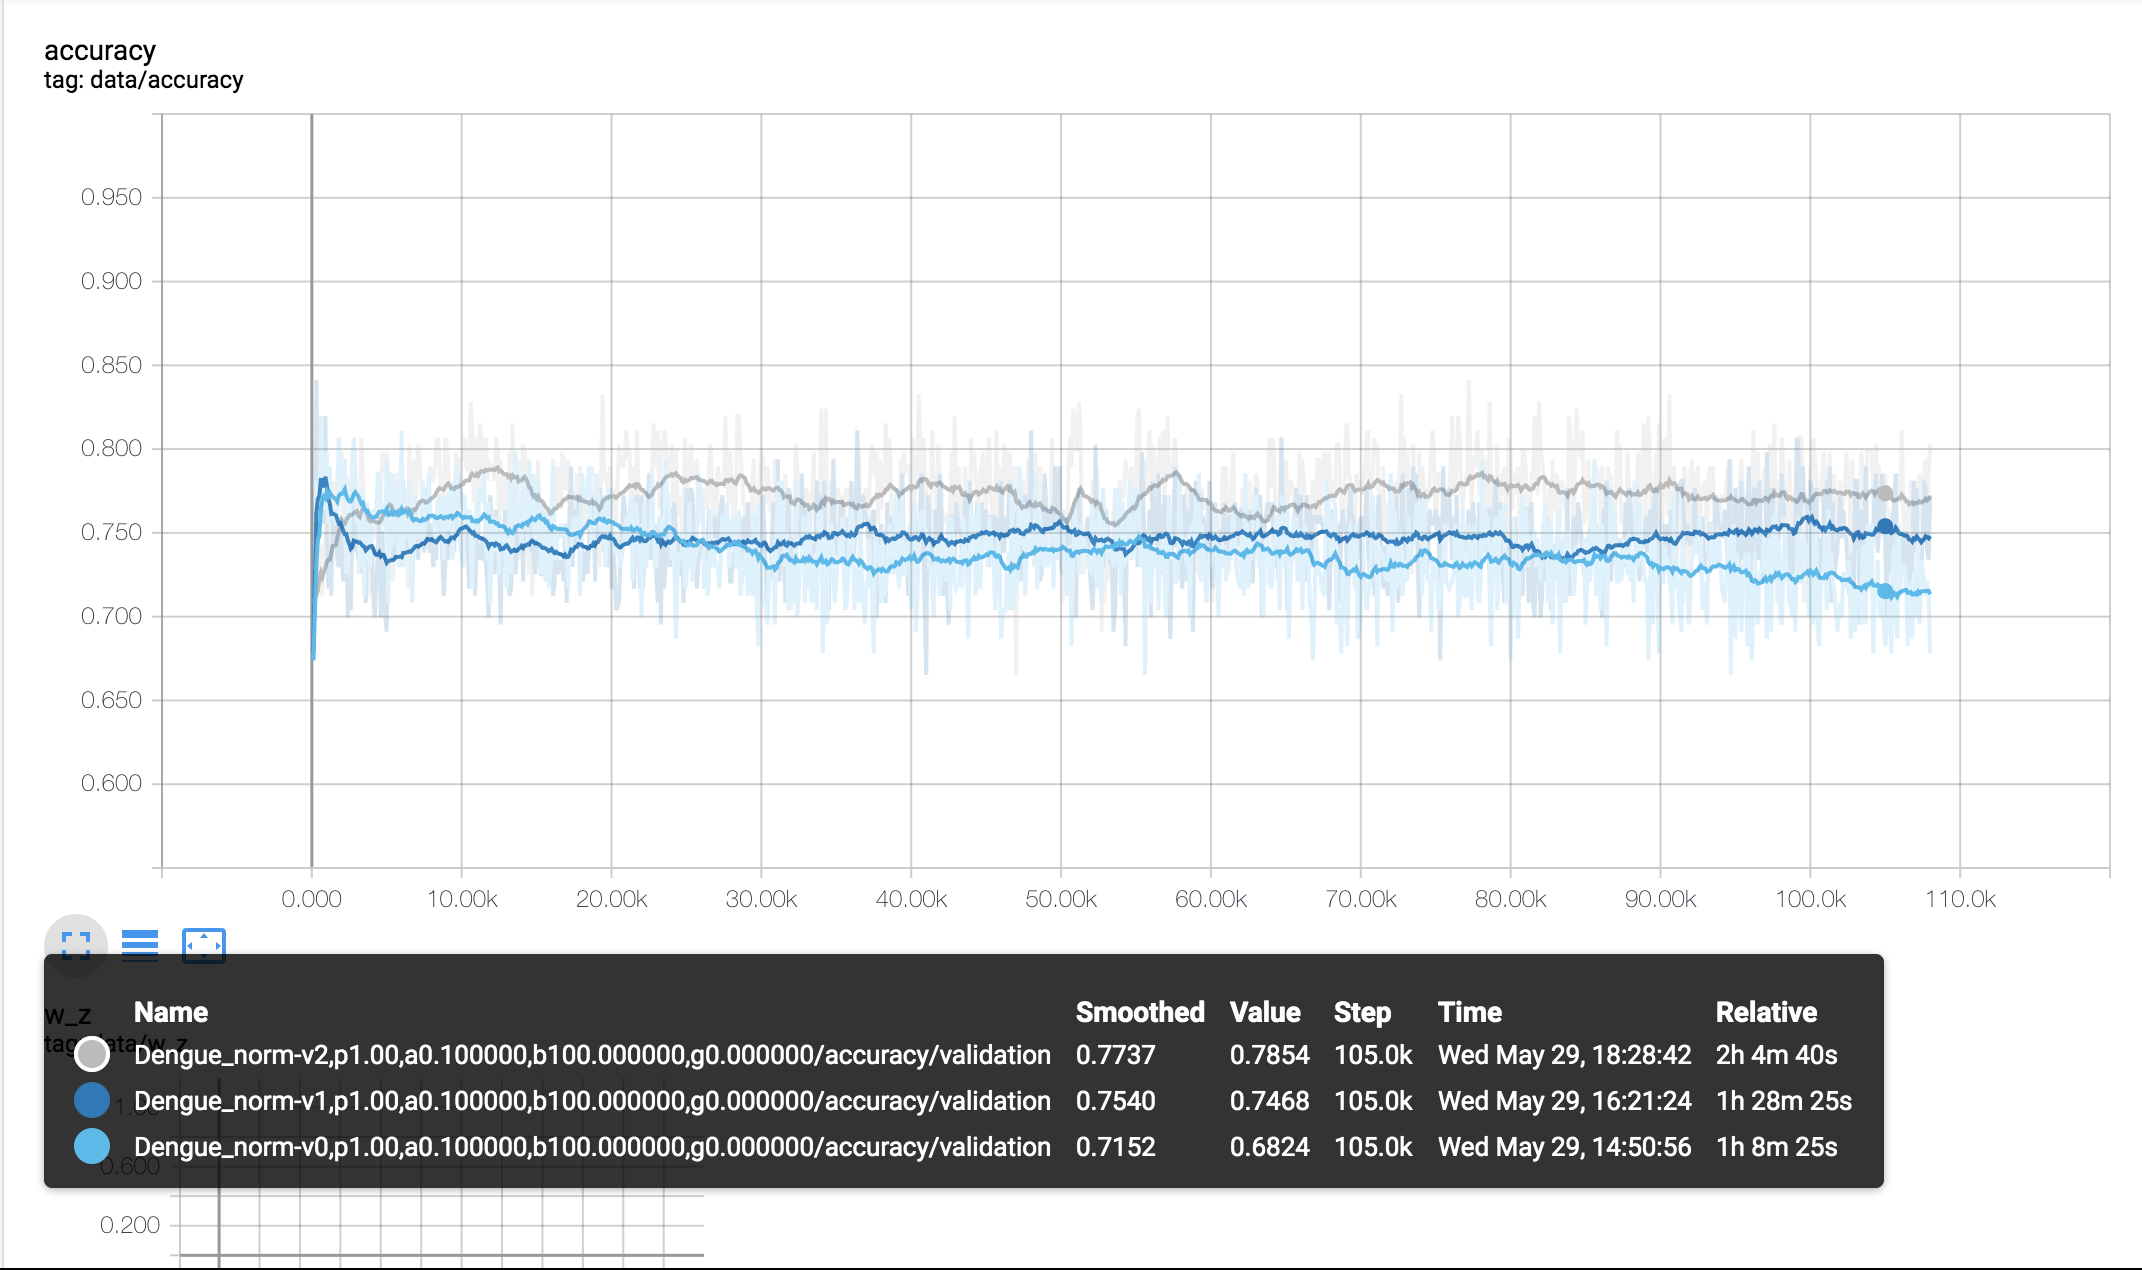 accuracy
tag: data/accuracy
0.950
0.900
0.850
0.800
0.750
0.700
0.650
0.600
0.000 10.00k 20.00k 30.00k 40.00k 50.00k 60.00k 70.00k 80.00k 90.00k 100.0k 110.0k
w_z
tag: data/w_z
Name Smoothed Value Step Time Relative
Dengue_norm-v2,p1.00,a0.100000,b100.000000,g0.000000/accuracy/validation 0.7737 0.7854 105.0k Wed May 29, 18:28:42 2h 4m 40s
Dengue_norm-v1,p1.00,a0.100000,b100.000000,g0.000000/accuracy/validation 0.7540 0.7468 105.0k Wed May 29, 16:21:24 1h 28m 25s
Dengue_norm-v0,p1.00,a0.100000,b100.000000,g0.000000/accuracy/validation 0.7152 0.6824 105.0k Wed May 29, 14:50:56 1h 8m 25s
0.600
0.200